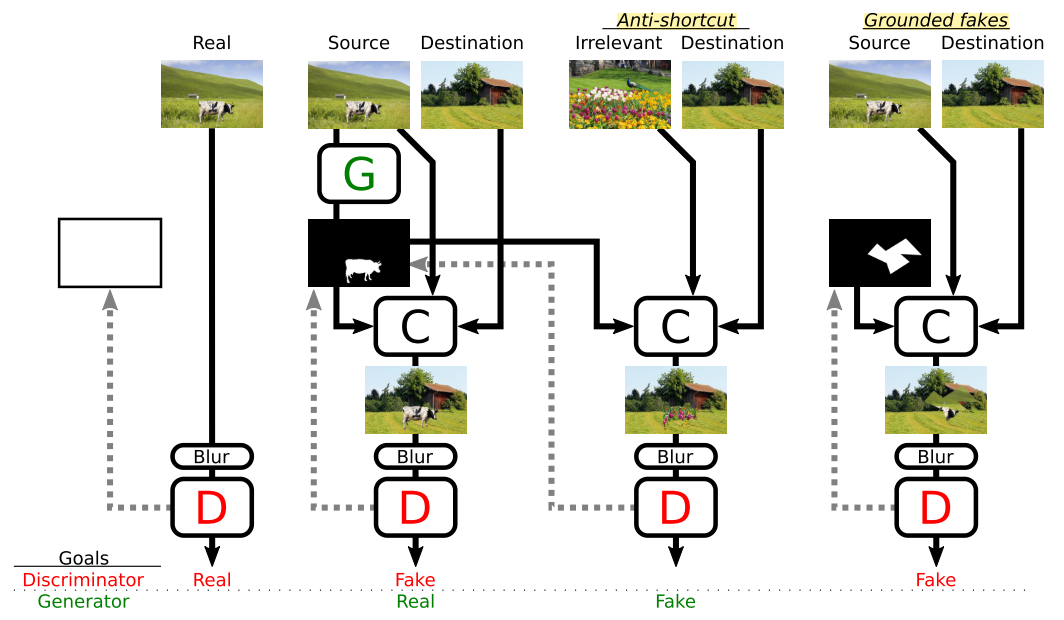 Anti-shortcut Grounded fakes
Real Source Destination Irrelevant Destination Source Destination
G
C C C
Blur Blur Blur Blur
D D D D
Goals
Discriminator Real Fake Fake
Generator Real Fake